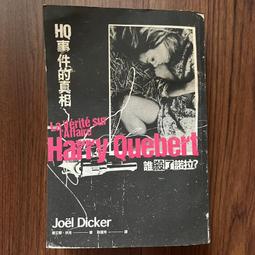 HQ事件的真相
La Vérité sur
l'Affaire
Harry Quebert
誰殺了諾拉?
Joël Dicker